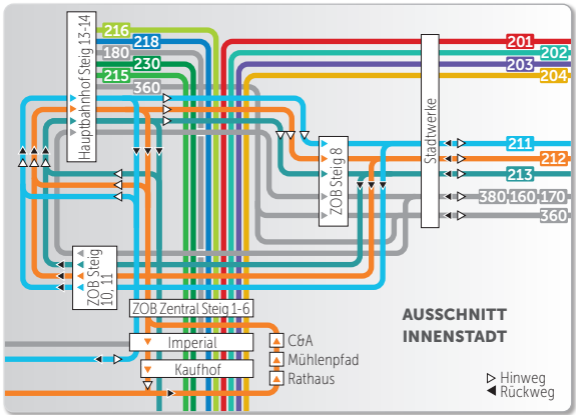 Hauptbahnhof Steig 13-14
216
218
180
230
215
360
201
202
203
204
Stadtwerke
ZOB Steig 8
211
212
213
380 160 170
360
ZOB Steig
10, 11
ZOB Zentral Steig 1-6
Imperial
Kaufhof
C&A
Mühlenpfad
Rathaus
AUSSCHNITT
INNENSTADT
Hinweg
Rückweg